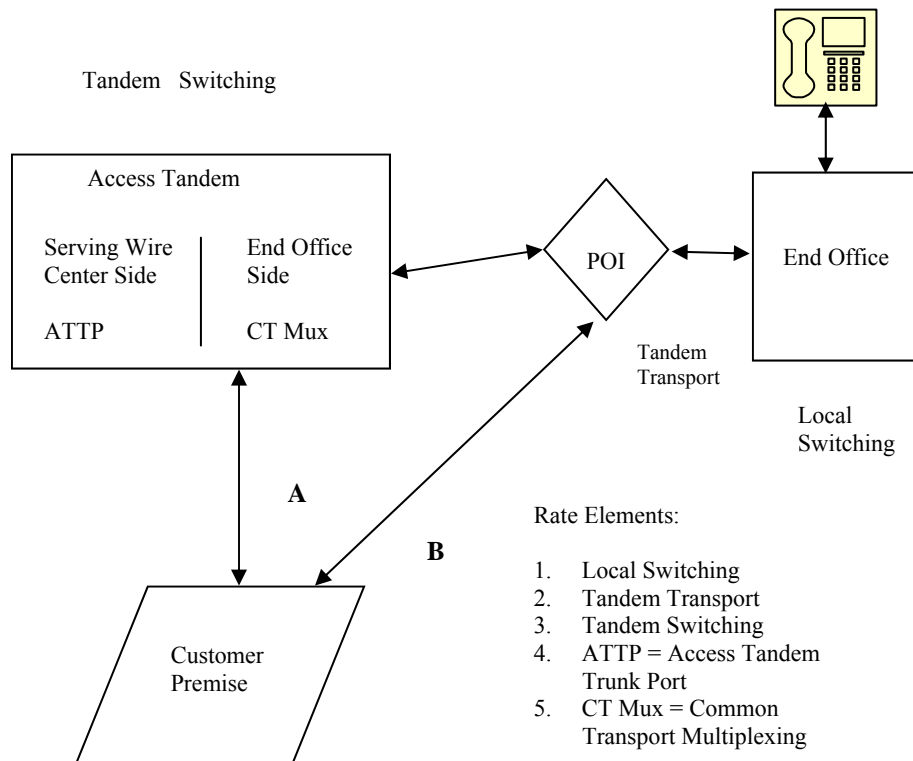 Tandem Switching
Access Tandem
Serving Wire
Center Side
ATTP
End Office
Side
CT Mux
POI
End Office
Tandem
Transport
Local
Switching
A
B
Customer
Premise
Rate Elements:
1. Local Switching
2. Tandem Transport
3. Tandem Switching
4. ATTP = Access Tandem
Trunk Port
5. CT Mux = Common
Transport Multiplexing